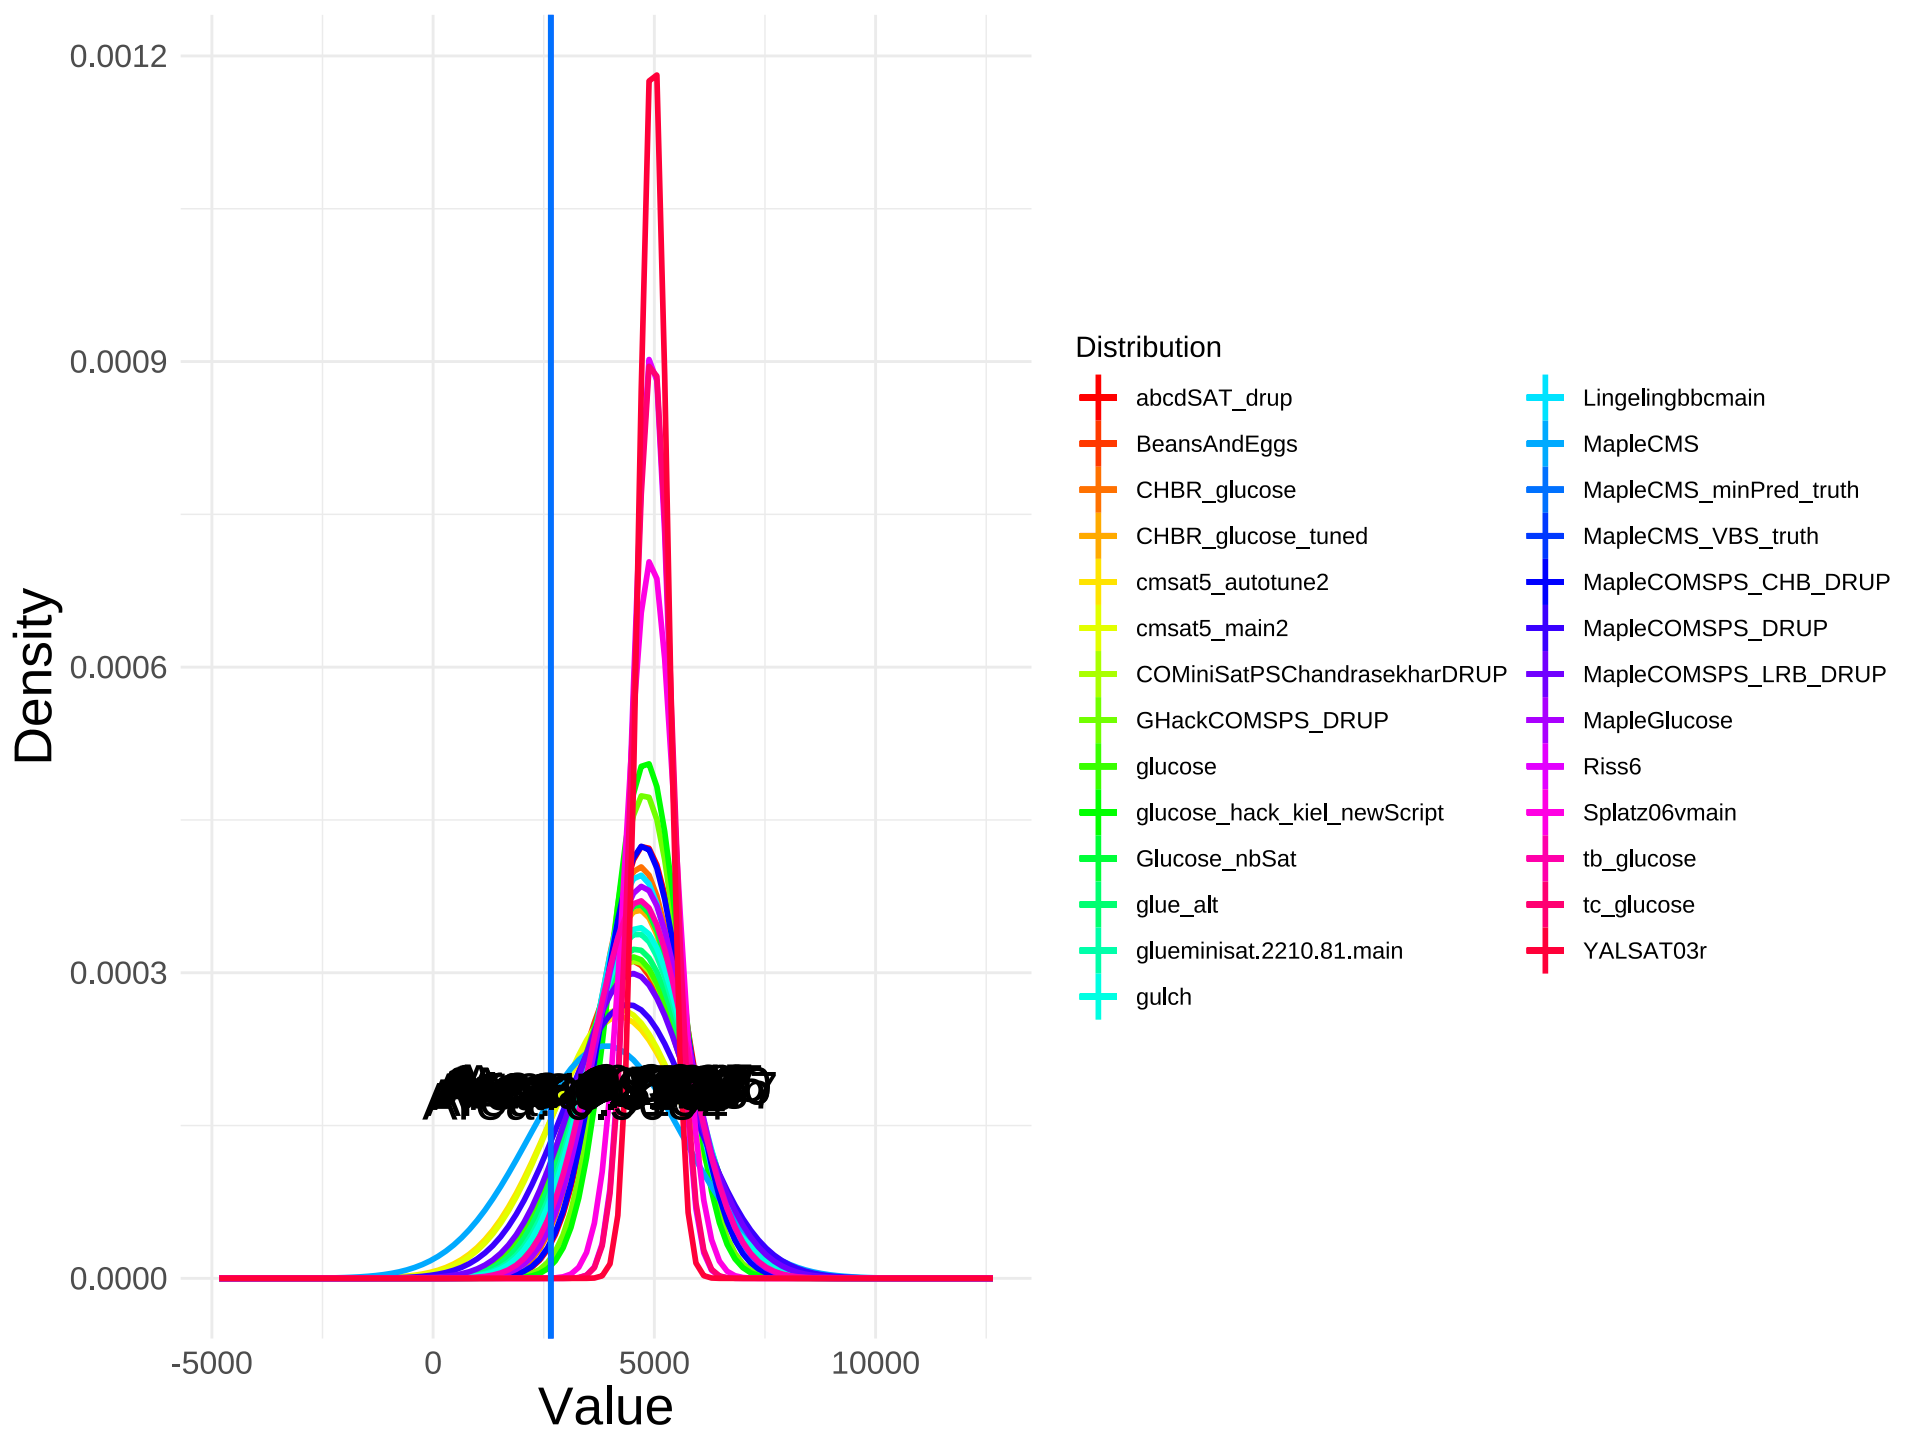 0.0012
0.0009
0.0006
0.0003
0.0000
Density
-5000
0
5000
10000
Value
Distribution
abcdSAT_drup
BeansAndEggs
CHBR_glucose
CHBR_glucose_tuned
cmsat5_autotune2
cmsat5_main2
COMiniSatPSChandrasekharDRUP
GHackCOMSPS_DRUP
glucose
glucose_hack_kiel_newScript
Glucose_nbSat
glue_alt
glueminisat.2210.81.main
gulch
Lingelingbbcmain
MapleCMS
MapleCMS_minPred_truth
MapleCMS_VBS_truth
MapleCOMSPS_CHB_DRUP
MapleCOMSPS_DRUP
MapleCOMSPS_LRB_DRUP
MapleGlucose
Riss6
Splatz06vmain
tb_glucose
tc_glucose
YALSAT03r